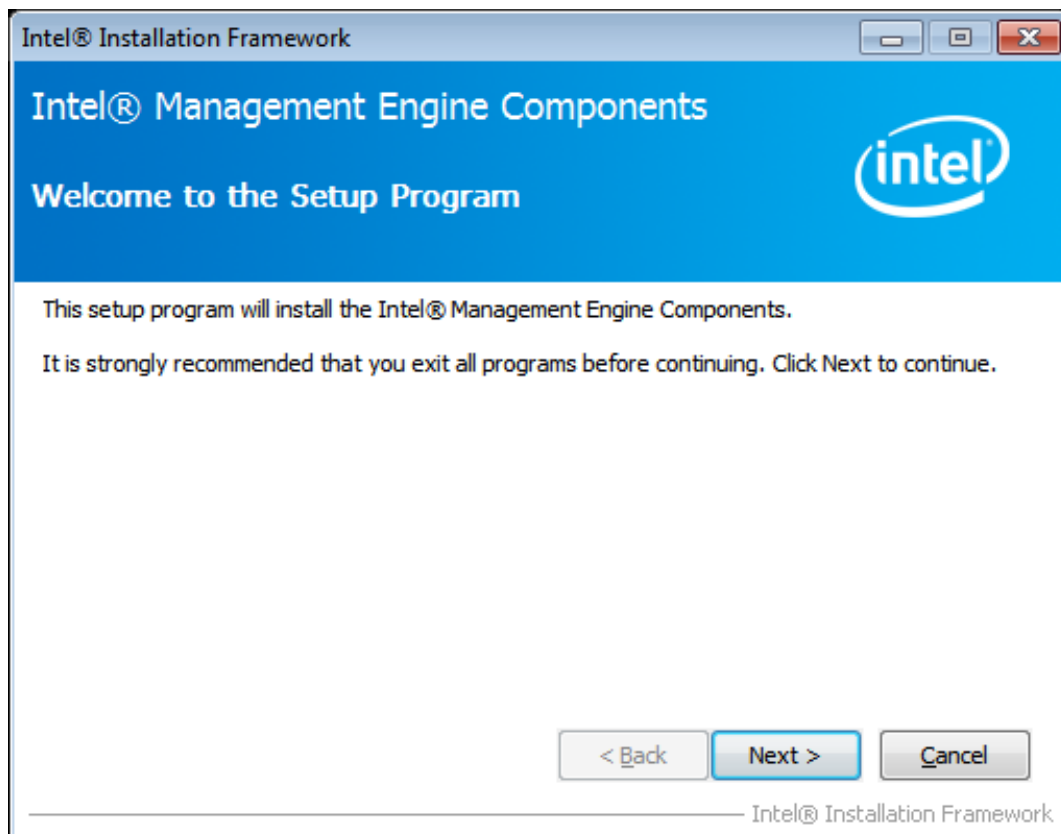 Intel® Installation Framework
Intel® Management Engine Components
Welcome to the Setup Program
intel
This setup program will install the Intel® Management Engine Components.
It is strongly recommended that you exit all programs before continuing. Click Next to continue.
< Back
Next >
Cancel
Intel® Installation Framework